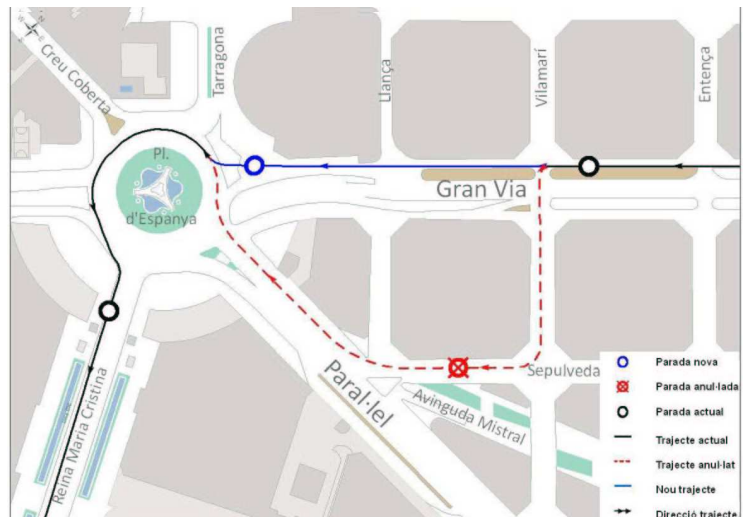 Creu Coberta
Tarragona
Llançà
Vilamarí
Entença
Pl.
d'Espanya
Gran Via
Sepulveda
Paral·lel
Avinguda Mistral
Reina Maria Cristina
Parada nova
Parada anul·lada
Parada actual
Trajecte actual
Trajecte anul·lat
Nou trajecte
Direcció trajecte